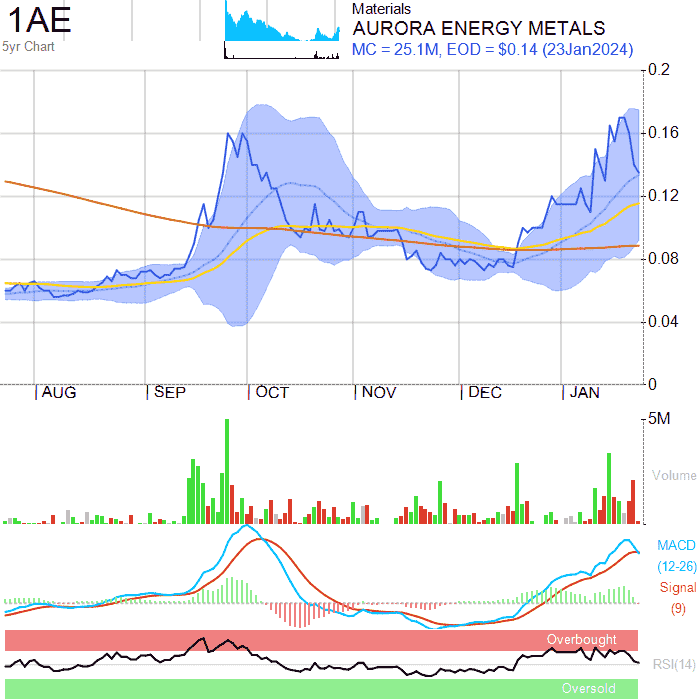 1AE
5yr Chart
Materials
AURORA ENERGY METALS
MC = 25.1M, EOD = $0.14 (23Jan2024)
0.2
0.16
0.12
0.08
0.04
0
AUG SEP OCT NOV DEC JAN
5M
Volume
MACD
(12-26)
Signal
(9)
Overbought
RSI(14)
Oversold